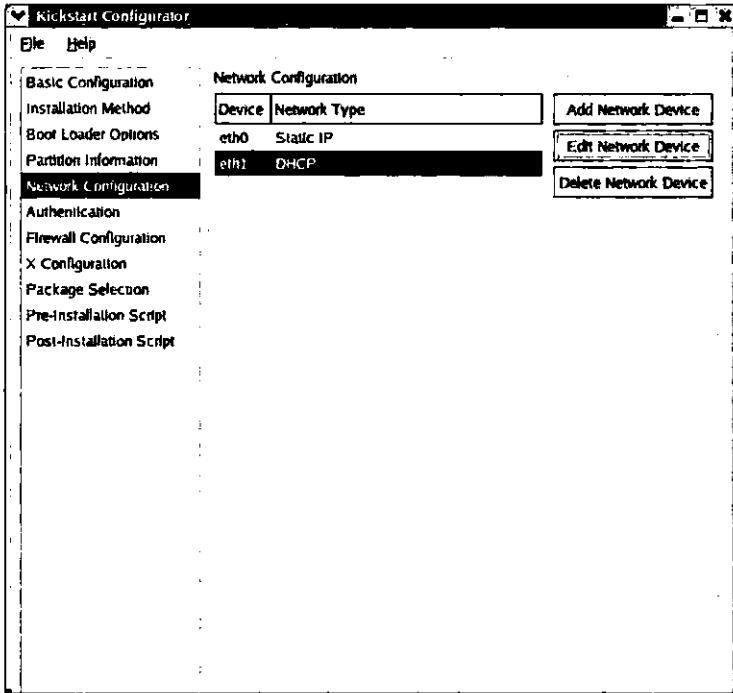 Kickstart Configurator
File Help
Basic Configuration
Installation Method
Boot Loader Options
Partition Information
Network Configuration
Authentication
Firewall Configuration
X Configuration
Package Selection
Pre-Installation Script
Post-Installation Script
Network Configuration
Device Network Type
eth0 Static IP
eth1 DHCP
Add Network Device
Edit Network Device
Delete Network Device